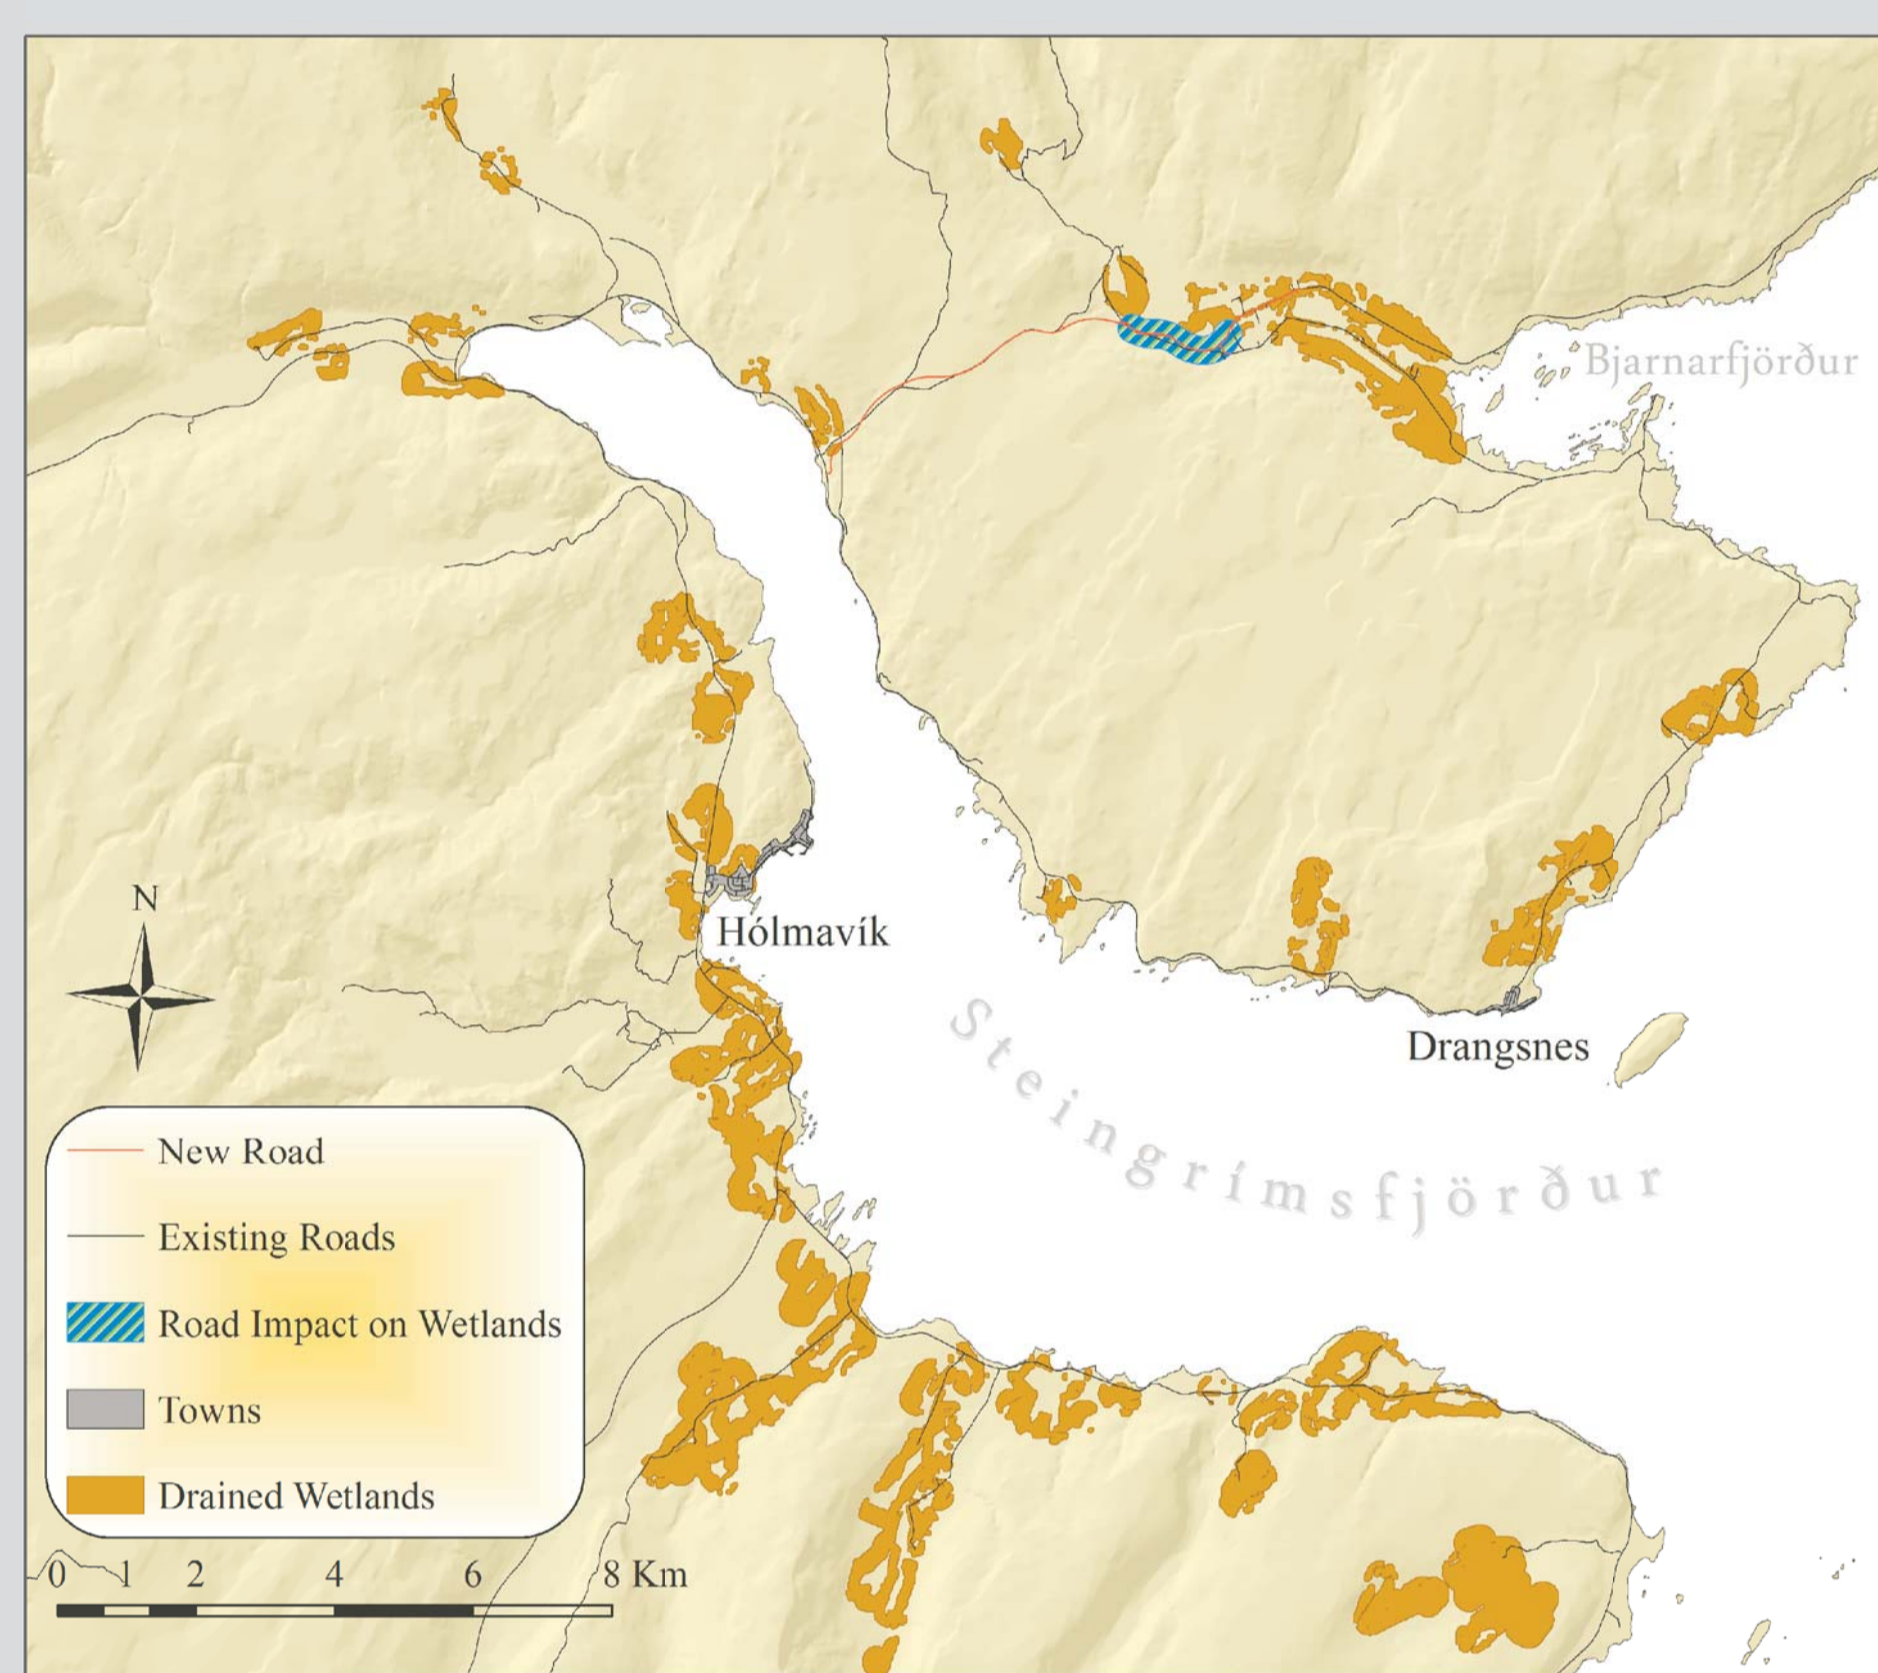 Bjarnarfjörður
N
Hólmavík
Steingrímsfjörður
Drangsnes
New Road
Existing Roads
Road Impact on Wetlands
Towns
Drained Wetlands
0 1 2 4 6 8 Km